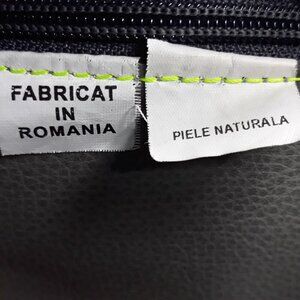 FABRICAT
IN
ROMANIA
PIELE NATURALA